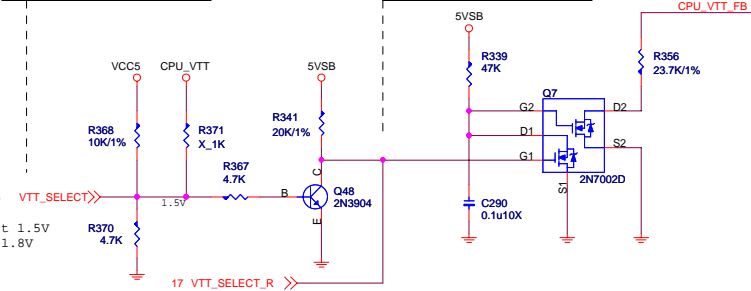 CPU_VTT_FB
5VSB
VCC5 CPU_VTT 5VSB
R339
47K
R356
23.7K/1%
Q7
G2 D2
D1
G1 S2
S1
2N7002D
R368
10K/1%
R371
X_1K
R341
20K/1%
R367
4.7K
C
B
E
Q48
2N3904
VTT_SELECT
1.5V
R370
4.7K
C290
0.1u10X
t 1.5V
1.8V
17 VTT_SELECT_R